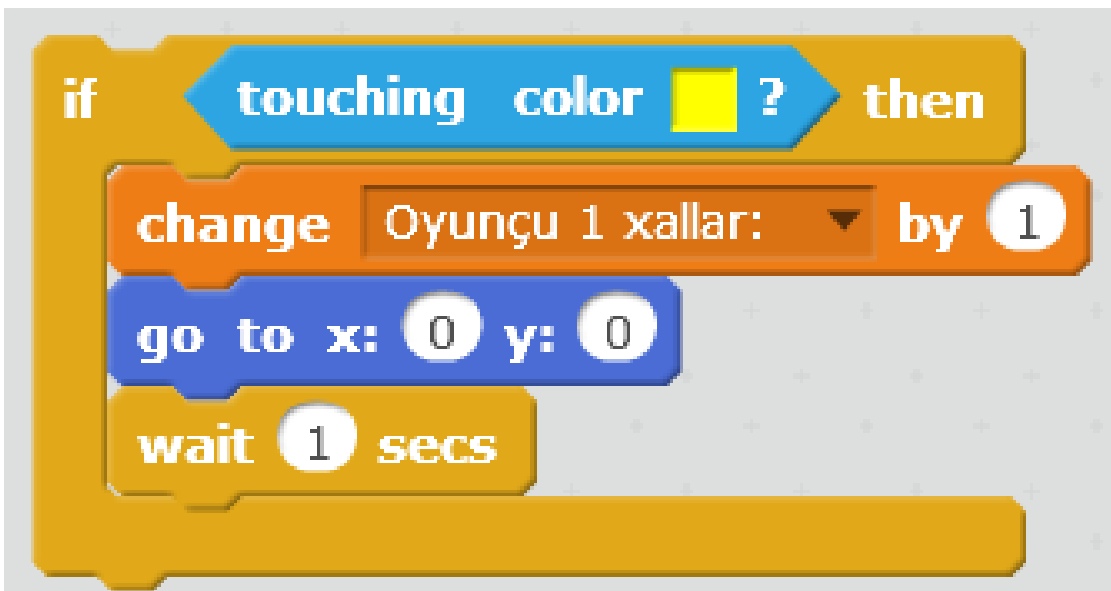 if touching color ? then
change Oyunçu 1 xallar: by 1
go to x: 0 y: 0
wait 1 secs